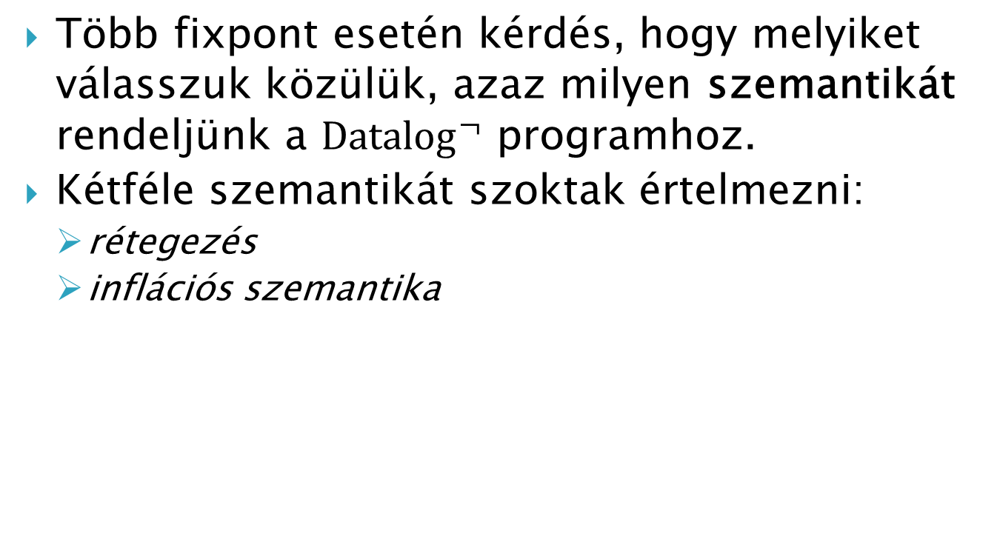 Több fixpont esetén kérdés, hogy melyiket
válasszuk közülük, azaz milyen szemantikát
rendeljünk a Datalog¬ programhoz.
Kétféle szemantikát szoktak értelmezni:
rétegezés
inflációs szemantika